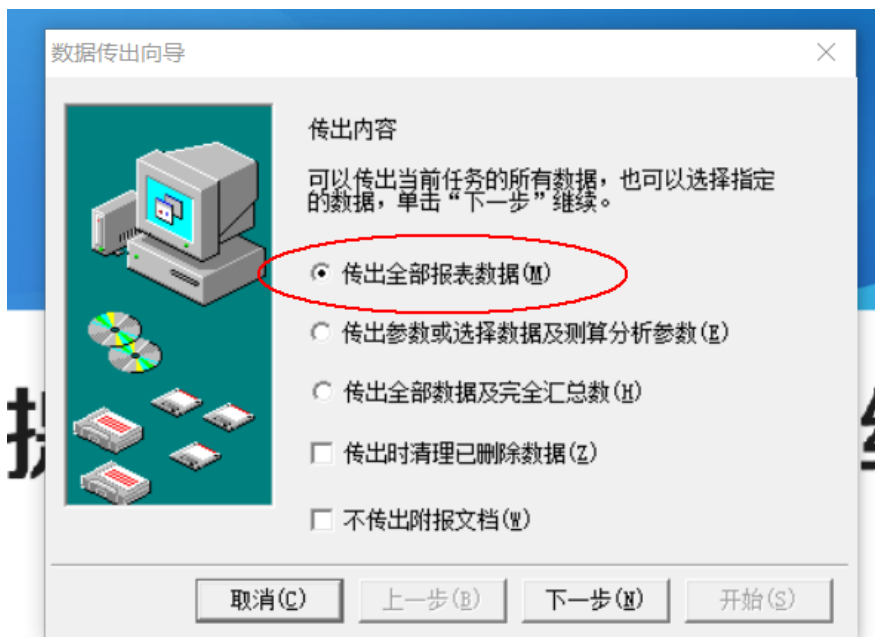 数据传出向导
传出内容
可以传出当前任务的所有数据，也可以选择指定
的数据，单击“下一步”继续。
传出全部报表数据(M)
传出参数或选择数据及测算分析参数(E)
传出全部数据及完全汇总数(H)
传出时清理已删除数据(Z)
不传出附报文档(W)
取消(C) 上一步(B) 下一步(N) 开始(S)